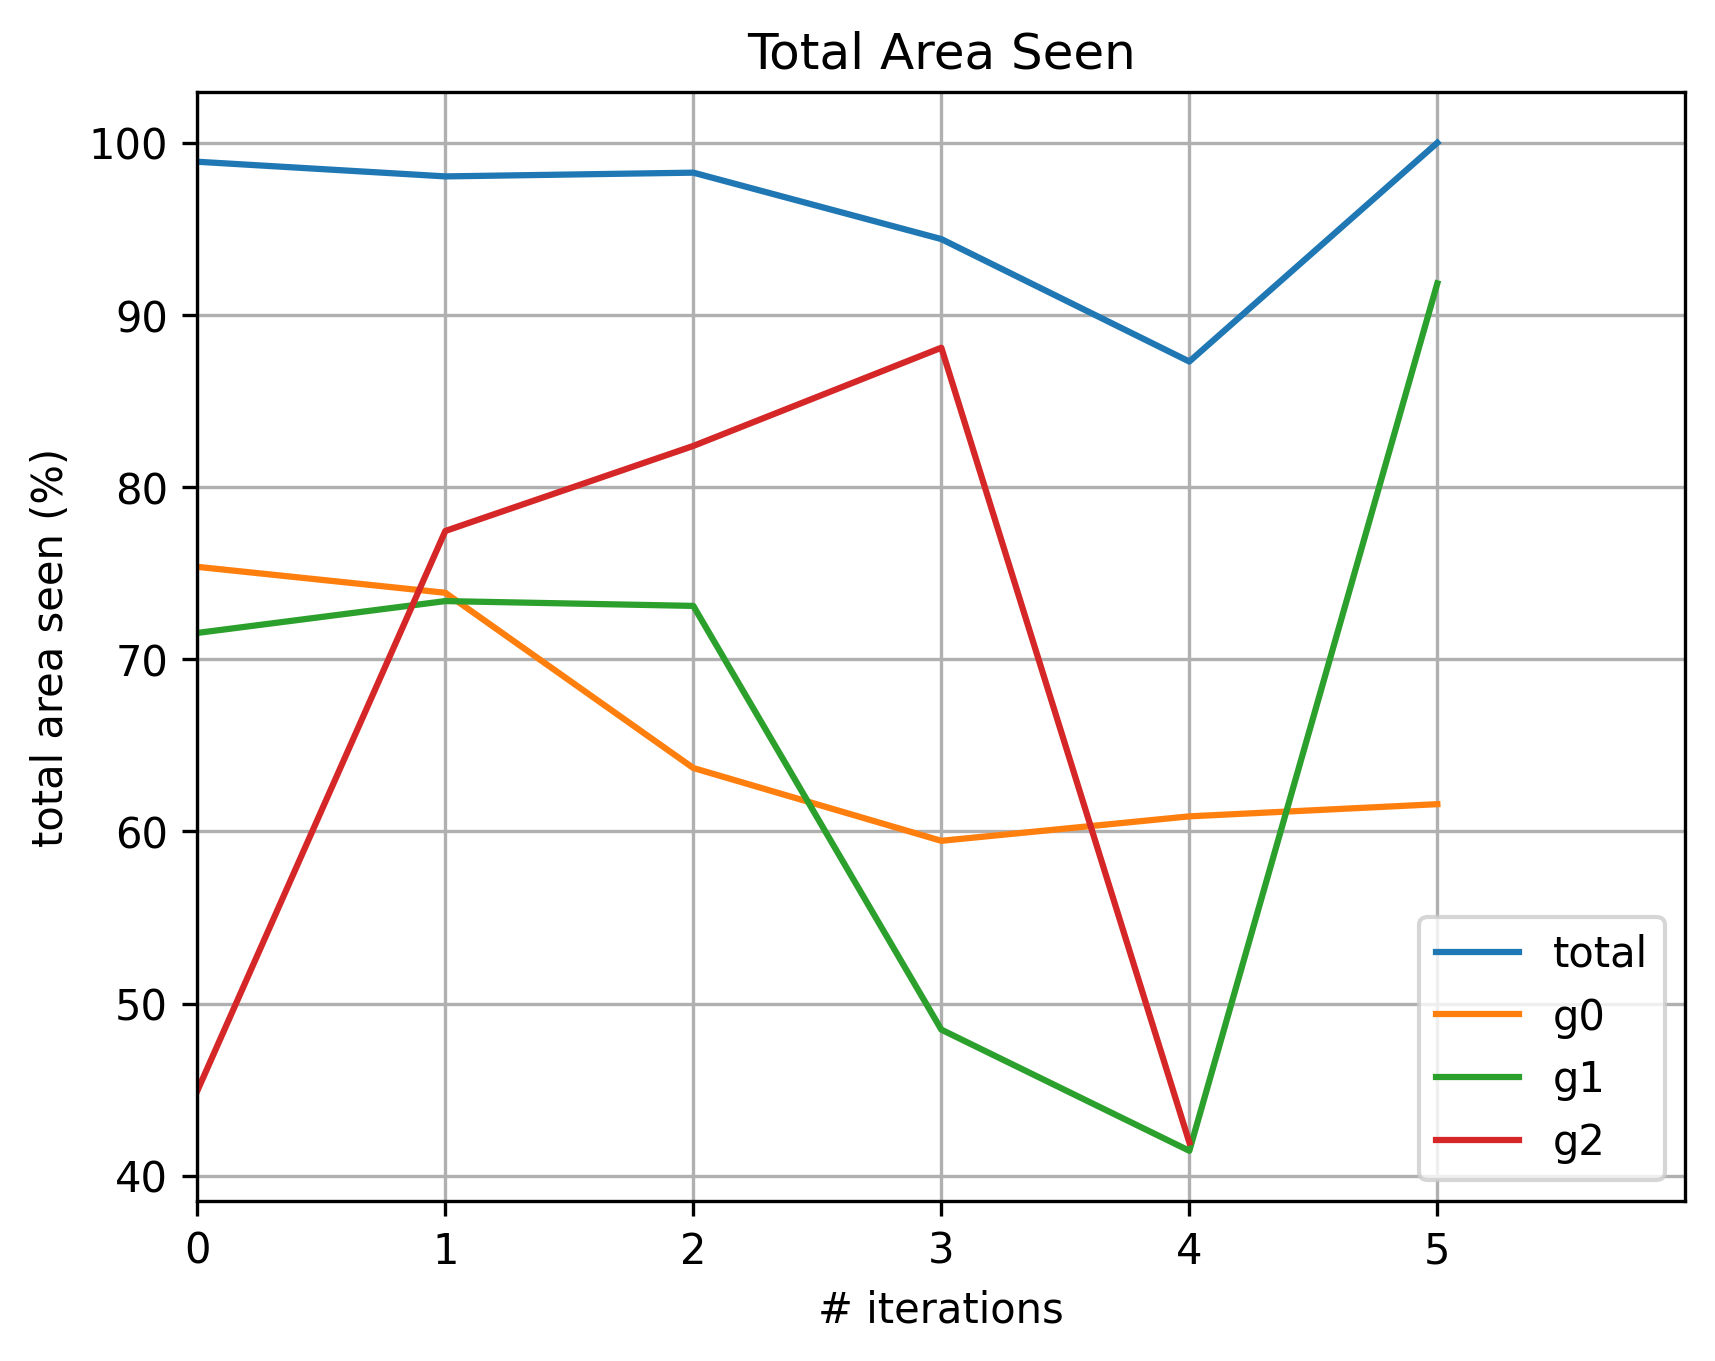 Total Area Seen
total area seen (%)
100
90
80
70
60
50
40
0 1 2 3 4 5
# iterations
total
g0
g1
g2